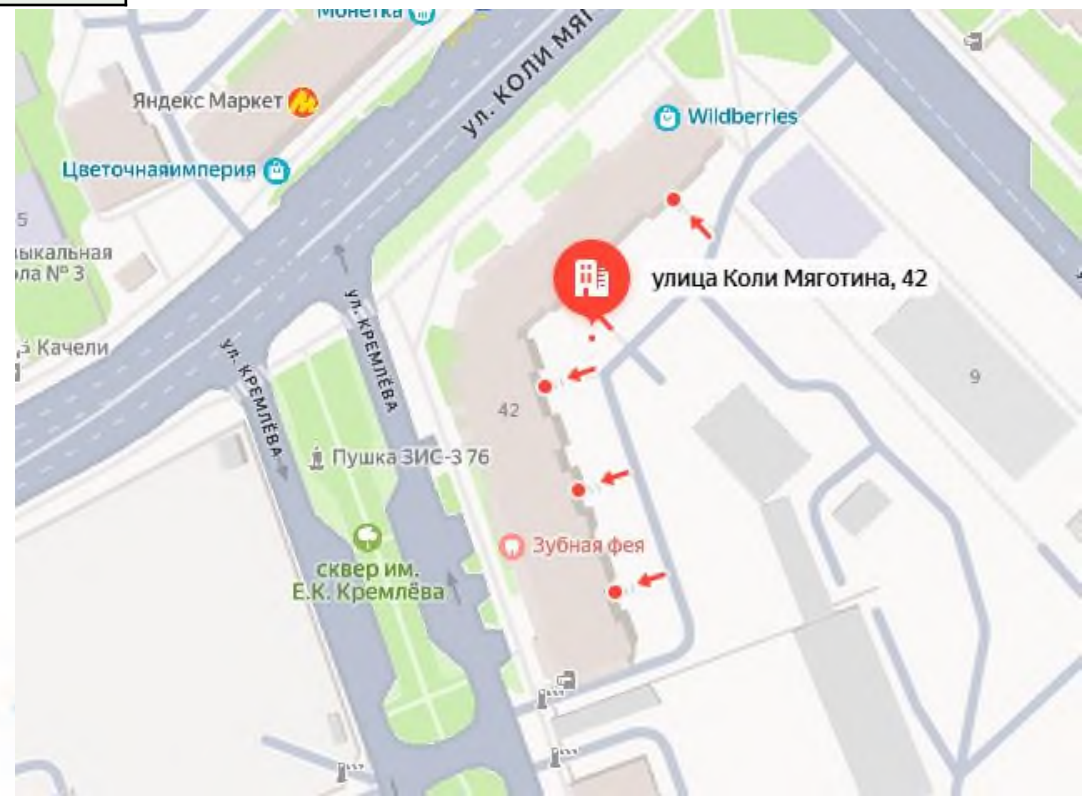 Монетка
ул. КОЛИ МЯГ
Яндекс Маркет
Wildberries
Цветочнаяимперия
5
зыкальная
ола № 3
улица Коли Мяготина, 42
ул. КРЕМЛЁВА
ул. КРЕМЛЁВА
Качели
9
42
Пушка ЗИС-3 76
Зубная фея
сквер им.
Е.К. Кремлёва